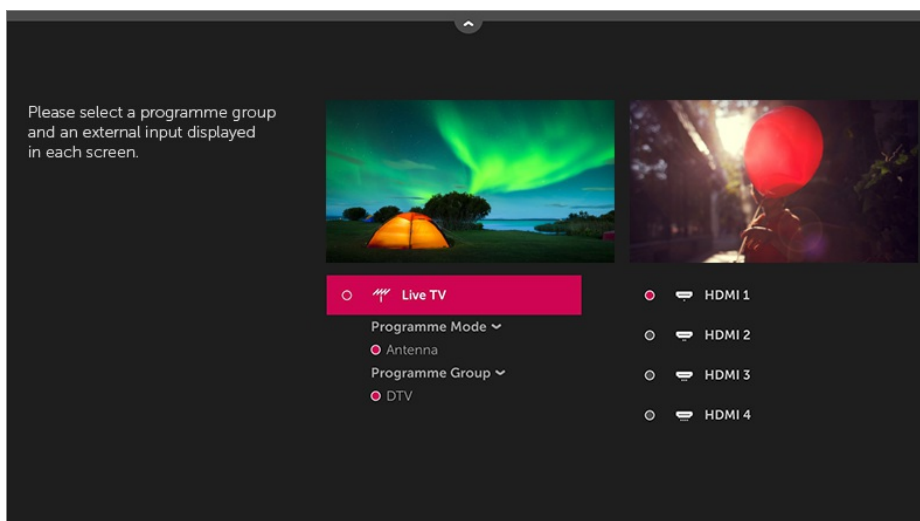 Please select a programme group
and an external input displayed
in each screen.
Live TV
Programme Mode
Antenna
Programme Group
DTV
HDMI 1
HDMI 2
HDMI 3
HDMI 4